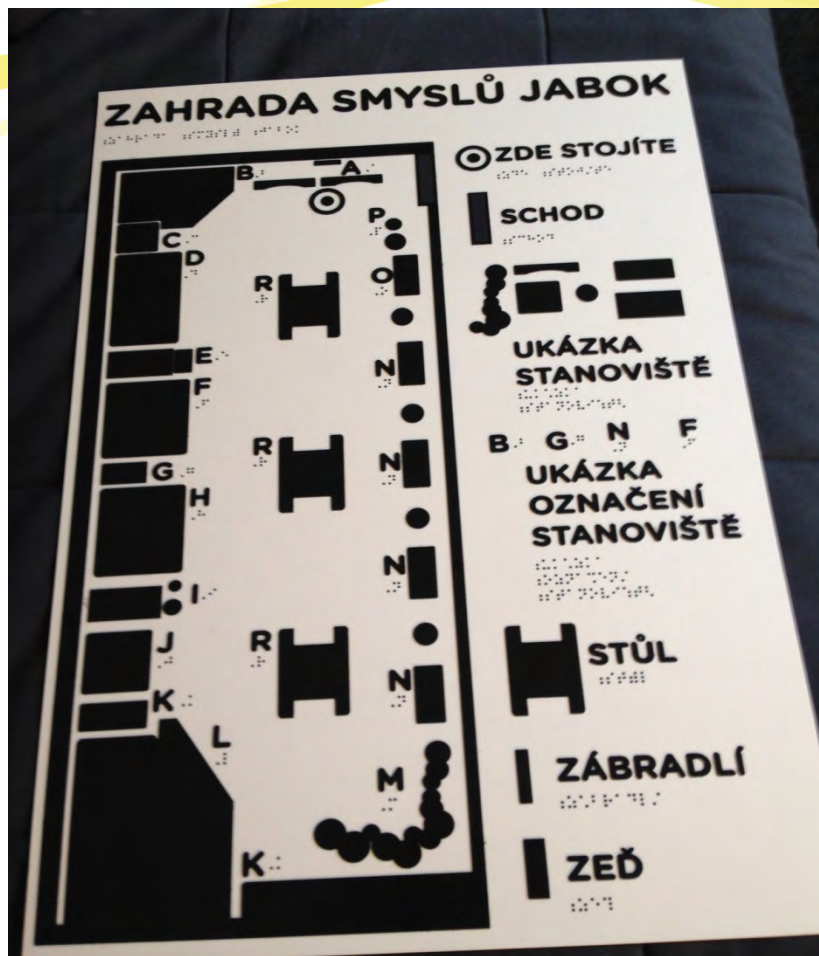 ZAHRADA SMYSLŮ JABOK
B A
P
C
D
R O
E
F
N
G
R N
H
N
I
R
J
N
K
L
M
K
ZDE STOJÍTE
SCHOD
UKÁZKA
STANOVIŠTĚ
B G N F
UKÁZKA
OZNAČENÍ
STANOVIŠTĚ
STŮL
ZÁBRADLÍ
ZEĎ